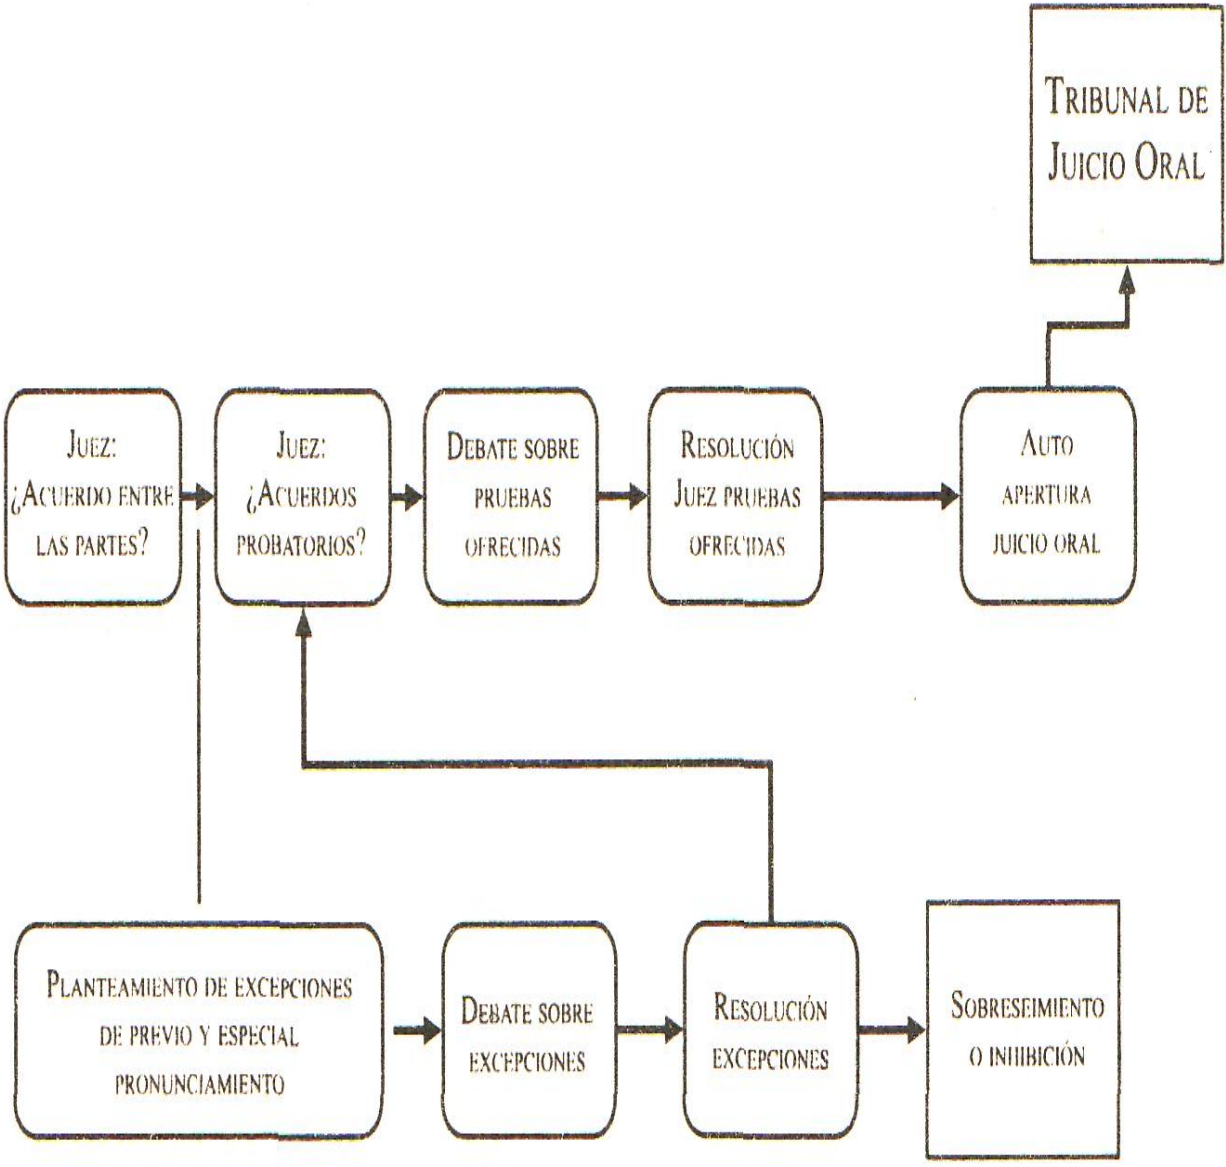 TRIBUNAL DE
JUICIO ORAL
JUEZ:
¿ACUERDO ENTRE
LAS PARTES?
JUEZ:
¿ACUERDOS
PROBATORIOS?
DEBATE SOBRE
PRUEBAS
OFRECIDAS
RESOLUCIÓN
JUEZ PRUEBAS
OFRECIDAS
AUTO
APERTURA
JUICIO ORAL
PLANTEAMIENTO DE EXCEPCIONES
DE PREVIO Y ESPECIAL
PRONUNCIAMIENTO
DEBATE SOBRE
EXCEPCIONES
RESOLUCIÓN
EXCEPCIONES
SOBRESEIMIENTO
O INHIBICIÓN